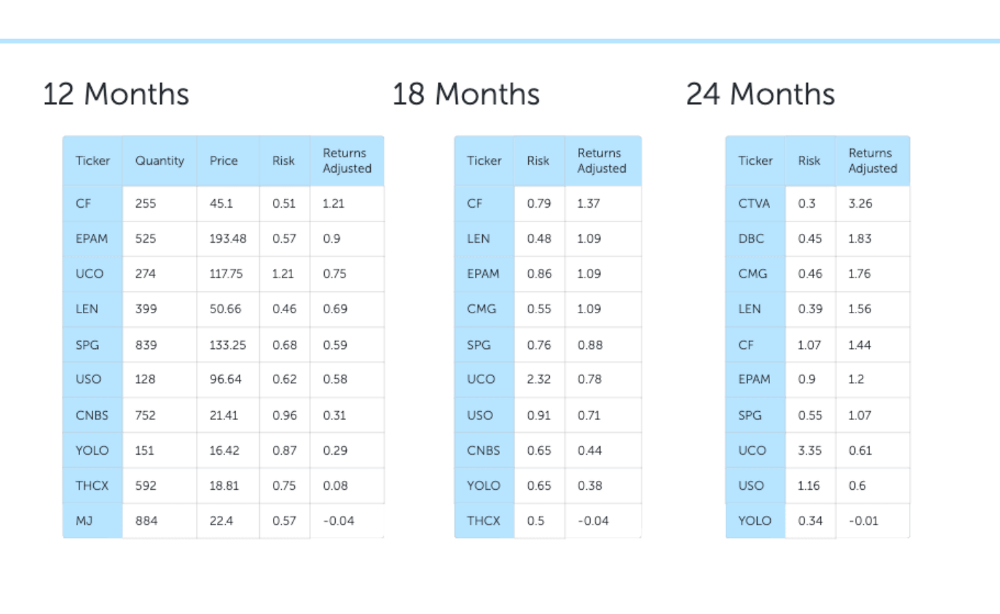 12 Months
Ticker Quantity Price Risk Returns Adjusted
CF 255 45.1 0.51 1.21
EPAM 525 193.48 0.57 0.9
UCO 274 117.75 1.21 0.75
LEN 399 50.66 0.46 0.69
SPG 839 133.25 0.68 0.59
USO 128 96.64 0.62 0.58
CNBS 752 21.41 0.96 0.31
YOLO 151 16.42 0.87 0.29
THCX 592 18.81 0.75 0.08
MJ 884 22.4 0.57 -0.04
18 Months
Ticker Risk Returns Adjusted
CF 0.79 1.37
LEN 0.48 1.09
EPAM 0.86 1.09
CMG 0.55 1.09
SPG 0.76 0.88
UCO 2.32 0.78
USO 0.91 0.71
CNBS 0.65 0.44
YOLO 0.65 0.38
THCX 0.5 -0.04
24 Months
Ticker Risk Returns Adjusted
CTVA 0.3 3.26
DBC 0.45 1.83
CMG 0.46 1.76
LEN 0.39 1.56
CF 1.07 1.44
EPAM 0.9 1.2
SPG 0.55 1.07
UCO 3.35 0.61
USO 1.16 0.6
YOLO 0.34 -0.01